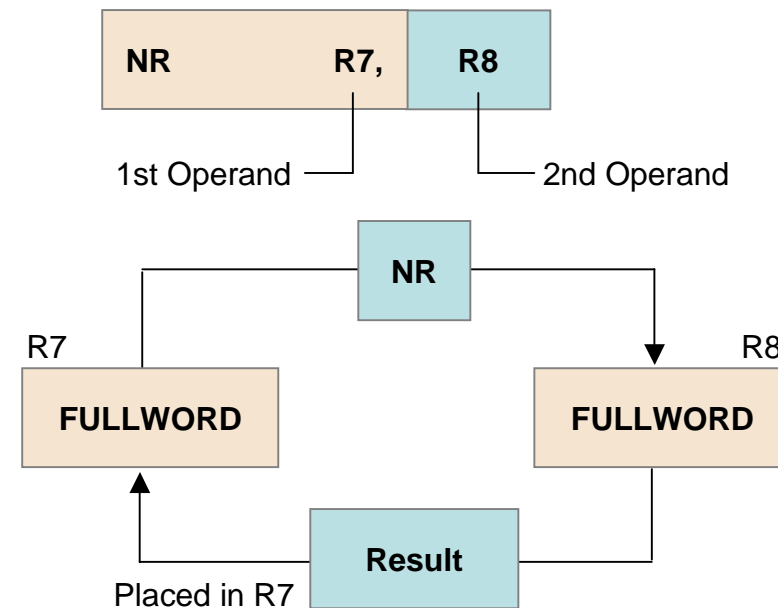 NR R7, R8
1st Operand 2nd Operand
NR
R7 R8
FULLWORD FULLWORD
Result
Placed in R7